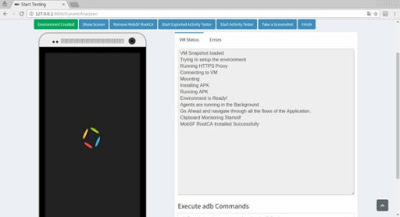 Start Testing
127.0.0.1
Environment Created
Show Screen
Remove MobSF RootCA
Start Exported Activity Tester
Start Activity Tester
Take a Screenshot
Finish
VM Status
Errors
VM Snapshot loaded
Trying to setup the environment
Running HTTPS Proxy
Connecting to VM
Mounting
Installing APK
Running APK
Environment is Ready!
Agents are running in the Background
Go Ahead and navigate through all the flows of the Application.
Clipboard Monitoring Started!
MobSF RootCA Installed Successfully
Execute adb Commands